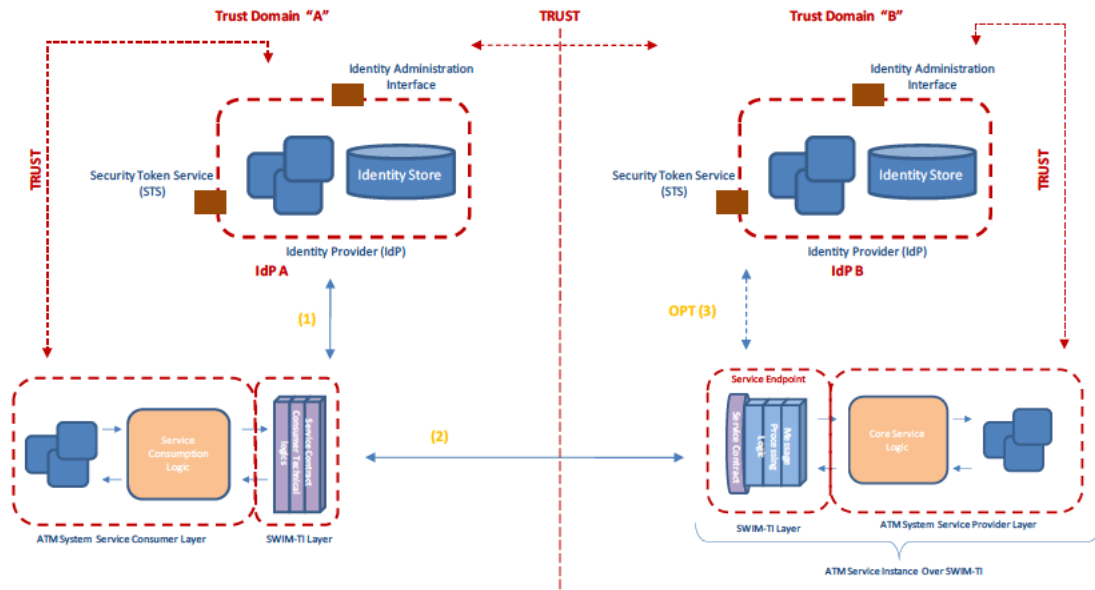 Trust Domain “A”
TRUST
Trust Domain “B”
Identity Administration
Interface
Identity Administration
Interface
TRUST
Security Token Service
(STS)
Identity Store
Security Token Service
(STS)
Identity Store
TRUST
Identity Provider (IdP)
IdP A
Identity Provider (IdP)
IdP B
(1)
OPT (3)
Service
Consumption
Logic
Service Contract
Consumer Technical
logics
(2)
Service Endpoint
Service Contract
Message
Processing
Logic
Core Service
Logic
ATM System Service Consumer Layer
SWIM-TI Layer
SWIM-TI Layer
ATM System Service Provider Layer
ATM Service Instance Over SWIM-TI